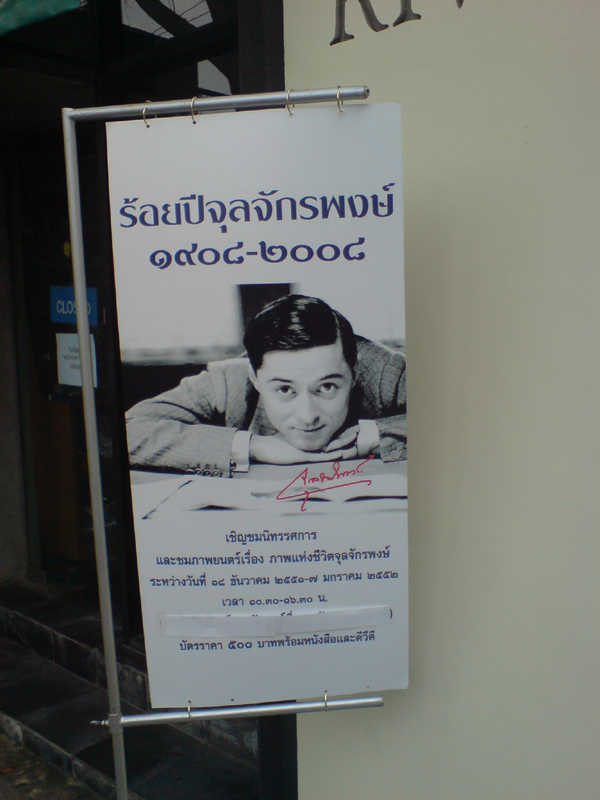 CLOSED
ร้อยปีจุลจักรพงษ์
๑๙๐๘-๒๐๐๘
เชิญชมนิทรรศการ
และชมภาพยนตร์เรื่อง ภาพแห่งชีวิตจุลจักรพงษ์
ระหว่างวันที่ ๑๘ ธันวาคม ๒๕๕๑-๗ มกราคม ๒๕๕๒
เวลา ๑๐.๓๐-๑๖.๓๐ น.
บัตรราคา ๕๐๐ บาทพร้อมหนังสือและดีวีดี